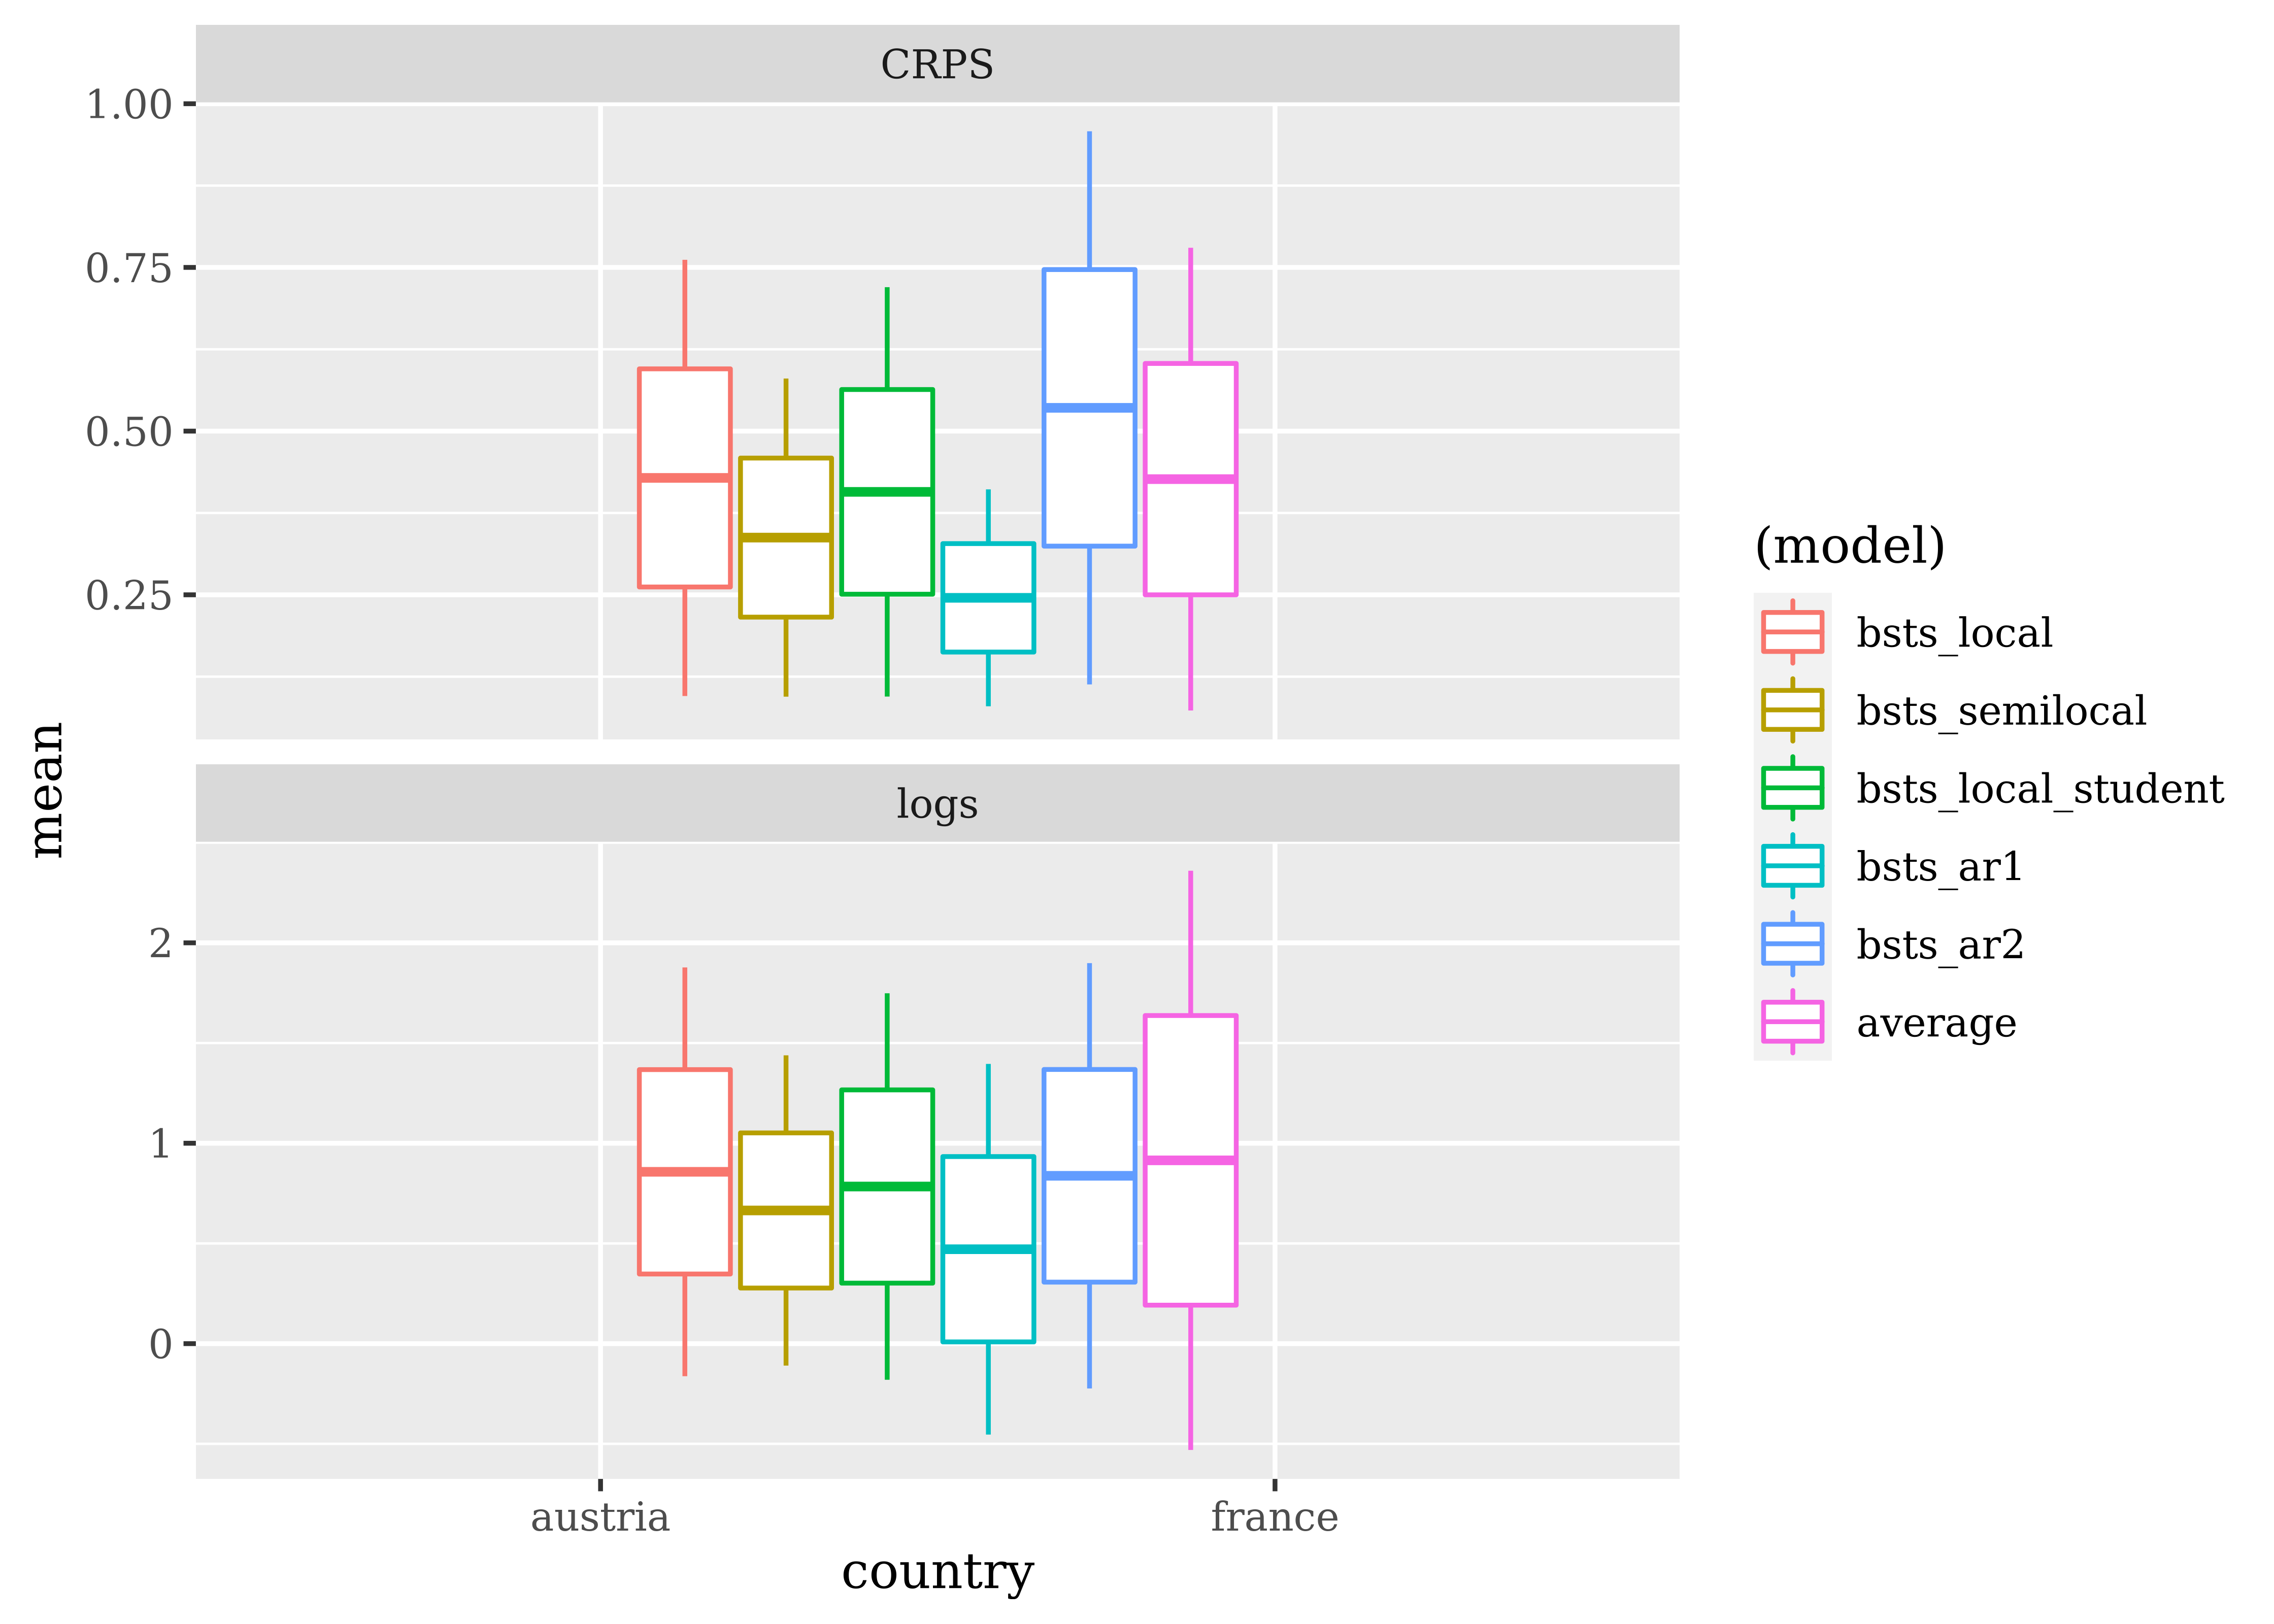 CRPS
1.00
0.75
0.50
0.25
mean
logs
2
1
0
austria
france
country
(model)
bsts_local
bsts_semilocal
bsts_local_student
bsts_ar1
bsts_ar2
average